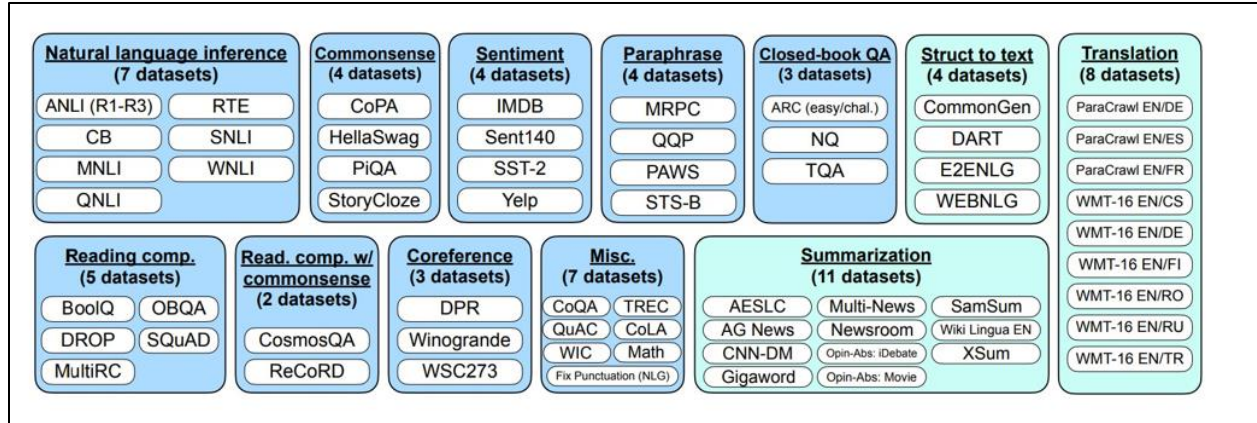 Natural language inference
(7 datasets)
ANLI (R1-R3)
RTE
CB
SNLI
MNLI
WNLI
QNLI
Commonsense
(4 datasets)
CoPA
HellaSwag
PiQA
StoryCloze
Sentiment
(4 datasets)
IMDB
Sent140
SST-2
Yelp
Paraphrase
(4 datasets)
MRPC
QQP
PAWS
STS-B
Closed-book QA
(3 datasets)
ARC (easy/chal.)
NQ
TQA
Struct to text
(4 datasets)
CommonGen
DART
E2ENLG
WEBNLG
Translation
(8 datasets)
ParaCrawl EN/DE
ParaCrawl EN/ES
ParaCrawl EN/FR
WMT-16 EN/CS
WMT-16 EN/DE
WMT-16 EN/FI
WMT-16 EN/RO
WMT-16 EN/RU
WMT-16 EN/TR
Reading comp.
(5 datasets)
BoolQ
OBQA
DROP
SQuAD
MultiRC
Read. comp. w/
commonsense
(2 datasets)
CosmosQA
ReCoRD
Coreference
(3 datasets)
DPR
Winogrande
WSC273
Misc.
(7 datasets)
CoQA
TREC
QuAC
CoLA
WIC
Math
Fix Punctuation (NLG)
Summarization
(11 datasets)
AESLC
Multi-News
SamSum
AG News
Newsroom
Wiki Lingua EN
CNN-DM
Opin-Abs: iDebate
XSum
Gigaword
Opin-Abs: Movie